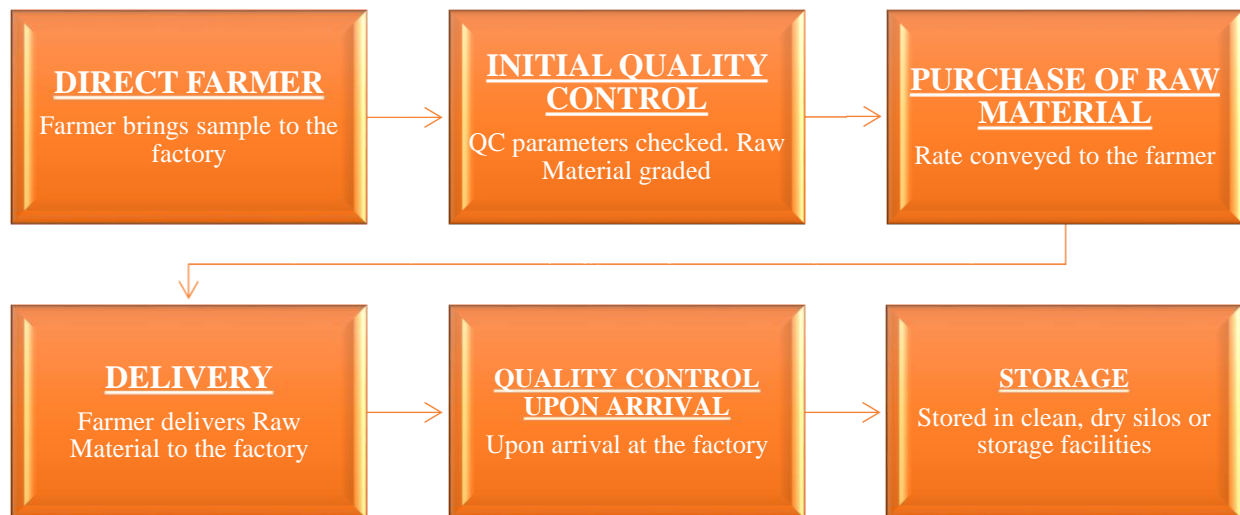 DIRECT FARMER
Farmer brings sample to the
factory
INITIAL QUALITY
CONTROL
QC parameters checked. Raw
Material graded
PURCHASE OF RAW
MATERIAL
Rate conveyed to the farmer
DELIVERY
Farmer delivers Raw
Material to the factory
QUALITY CONTROL
UPON ARRIVAL
Upon arrival at the factory
STORAGE
Stored in clean, dry silos or
storage facilities